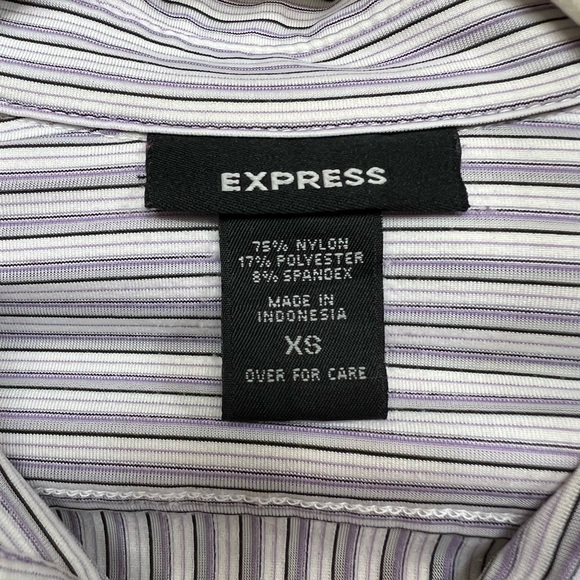 EXPRESS
75% NYLON
17% POLYESTER
8% SPANDEX
MADE IN
INDONESIA
XS
OVER FOR CARE